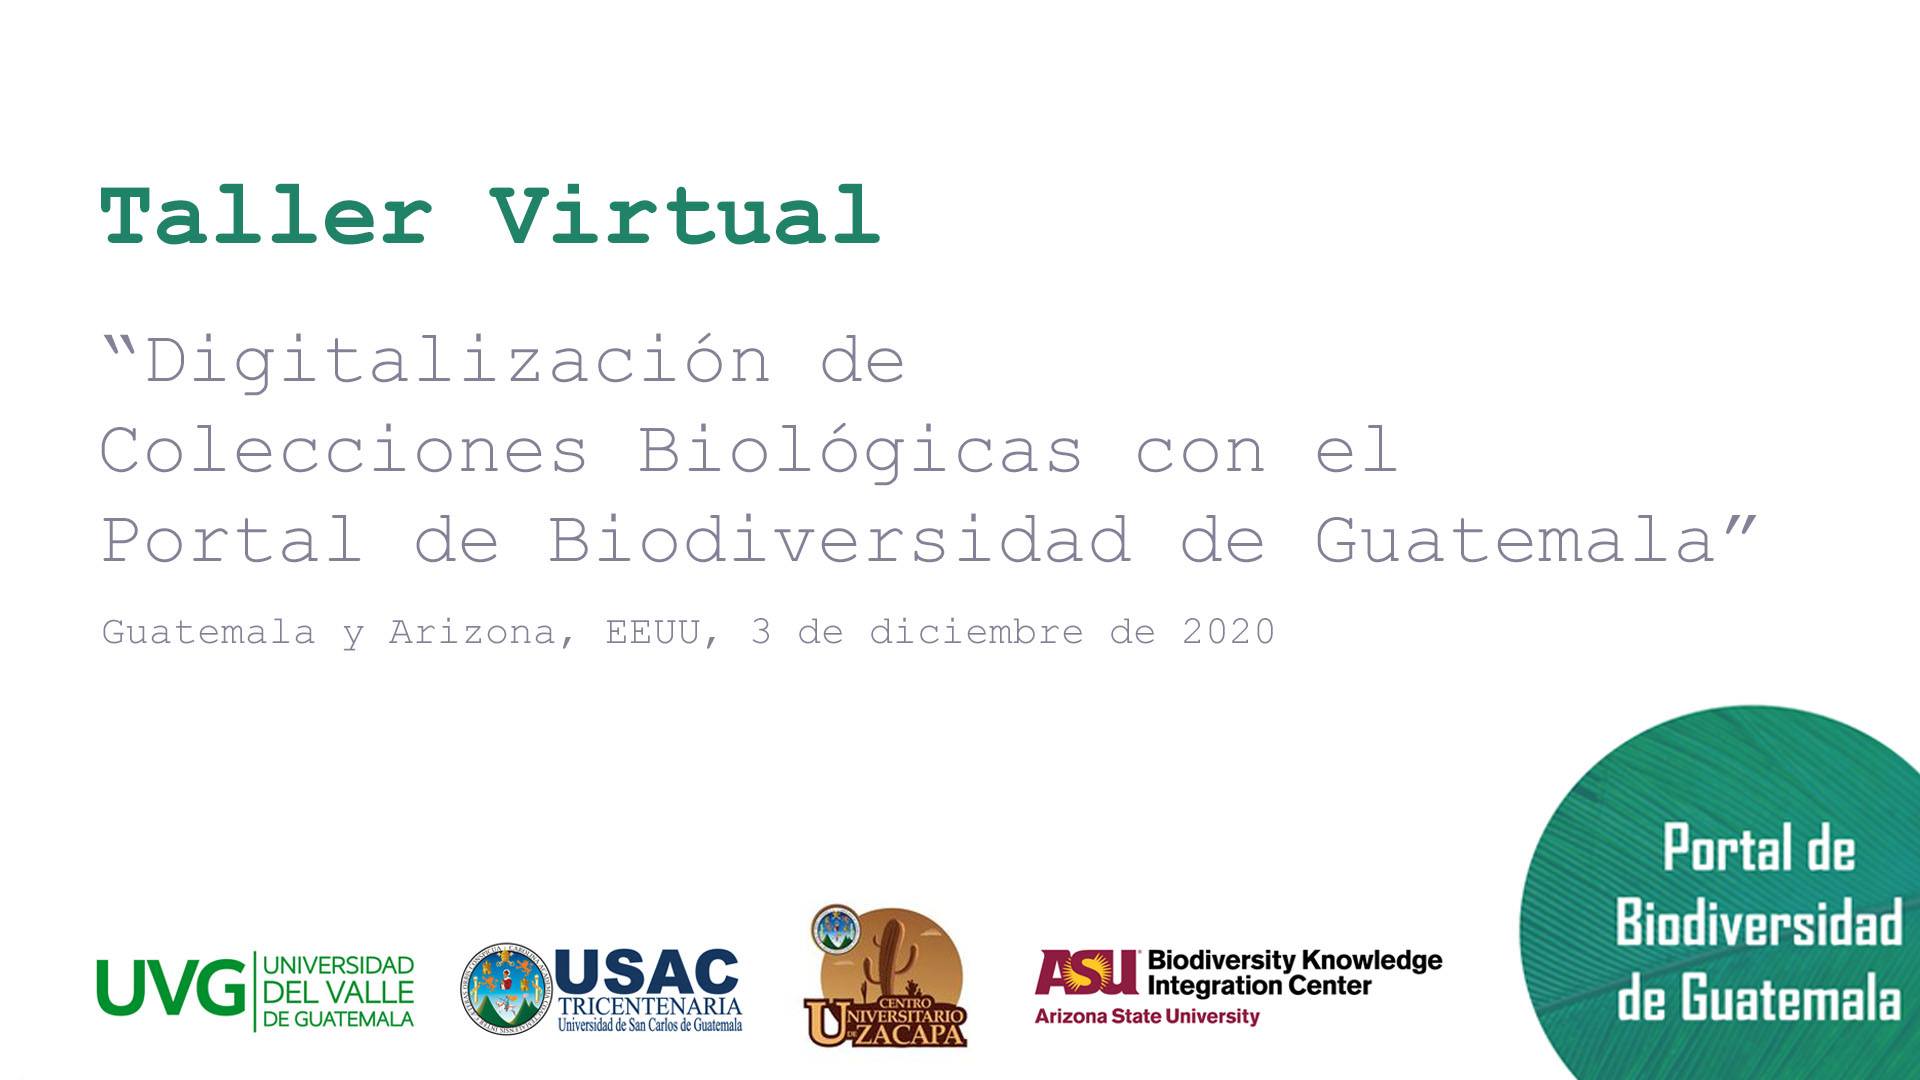 Taller Virtual
“Digitalización de
Colecciones Biológicas con el
Portal de Biodiversidad de Guatemala”
Guatemala y Arizona, EEUU, 3 de diciembre de 2020
Portal de
Biodiversidad
de Guatemala
UVG
UNIVERSIDAD
DEL VALLE
DE GUATEMALA
USAC
TRICENTENARIA
Universidad de San Carlos de Guatemala
CENTRO
UNIVERSITARIO
DE ZACAPA
ASU
Biodiversity Knowledge
Integration Center
Arizona State University